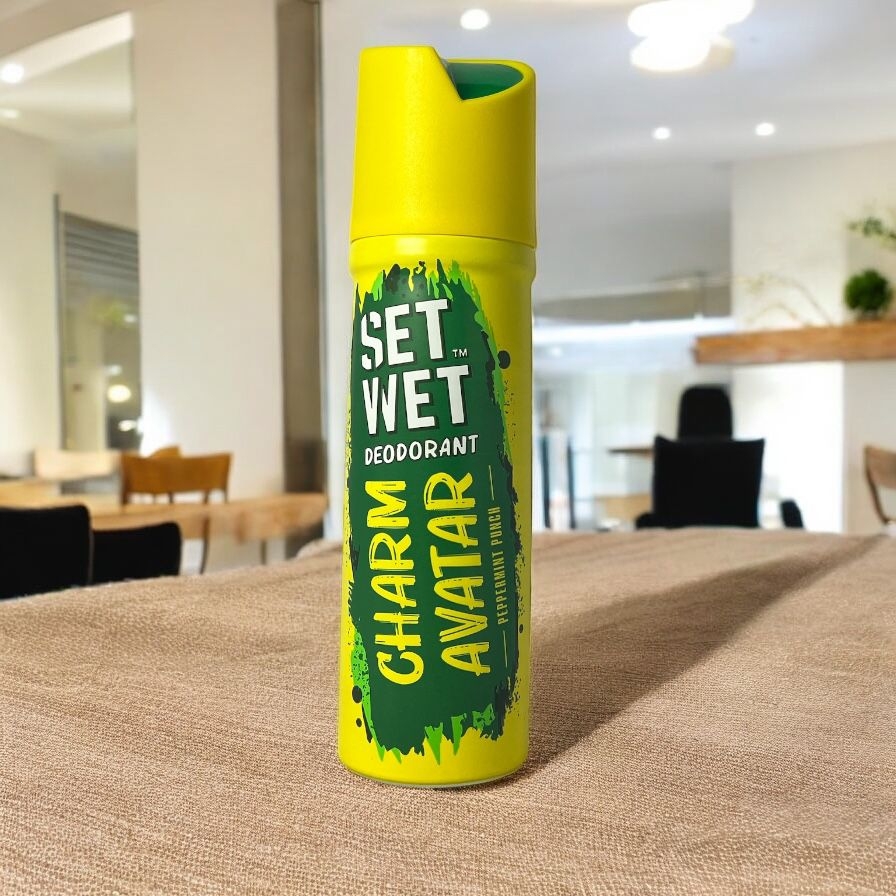 SET
WET™
DEODORANT
CHARM
AVATAR
PEPPERMINT PUNCH